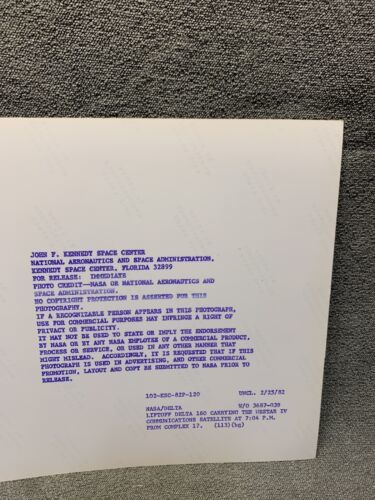 JOHN F. KENNEDY SPACE CENTER
NATIONAL AERONAUTICS AND SPACE ADMINISTRATION,
KENNEDY SPACE CENTER, FLORIDA 32899
FOR RELEASE: IMMEDIATE
PHOTO CREDIT--NASA OR NATIONAL AERONAUTICS AND
SPACE ADMINISTRATION.
NO COPYRIGHT PROTECTION IS ASSERTED FOR THIS
PHOTOGRAPH.
IF A RECOGNIZABLE PERSON APPEARS IN THIS PHOTOGRAPH,
USE FOR COMMERCIAL PURPOSES MAY INFRINGE A RIGHT OF
PRIVACY OR PUBLICITY.
IT MAY NOT BE USED TO STATE OR IMPLY THE ENDORSEMENT
BY NASA OR BY ANY NASA EMPLOYEE OF A COMMERCIAL PRODUCT,
PROCESS OR SERVICE, OR USED IN ANY OTHER MANNER THAT
MIGHT MISLEAD. ACCORDINGLY, IT IS REQUESTED THAT IF THIS
PHOTOGRAPH IS USED IN ADVERTISING, AND OTHER COMMERCIAL
PROMOTION, LAYOUT AND COPY BE SUBMITTED TO NASA PRIOR TO
RELEASE.
102-KSC-82P-120 UNCL. 2/25/82
NASA/DELTA W/O 3687-038
LIFTOFF DELTA 160 CARRYING THE WESTAR IV
COMMUNICATIONS SATELLITE AT 7:04 P.M.
FROM COMPLEX 17. (113)(hg)